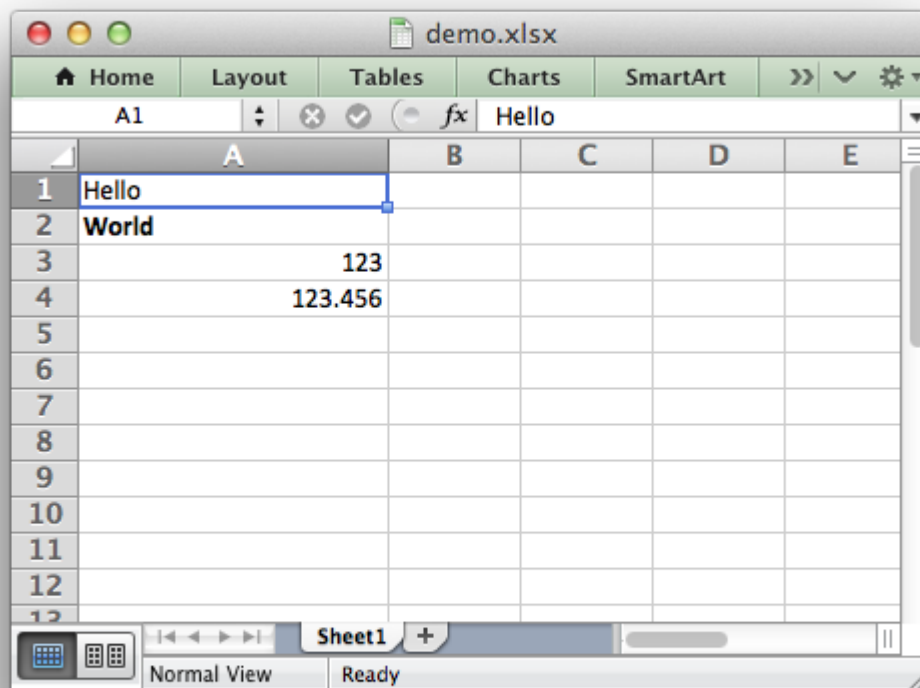 demo.xlsx
Home Layout Tables Charts SmartArt
A1 fx Hello
A B C D E
1 Hello
2 World
3 123
4 123.456
5
6
7
8
9
10
11
12
13
Sheet1 +
Normal View Ready